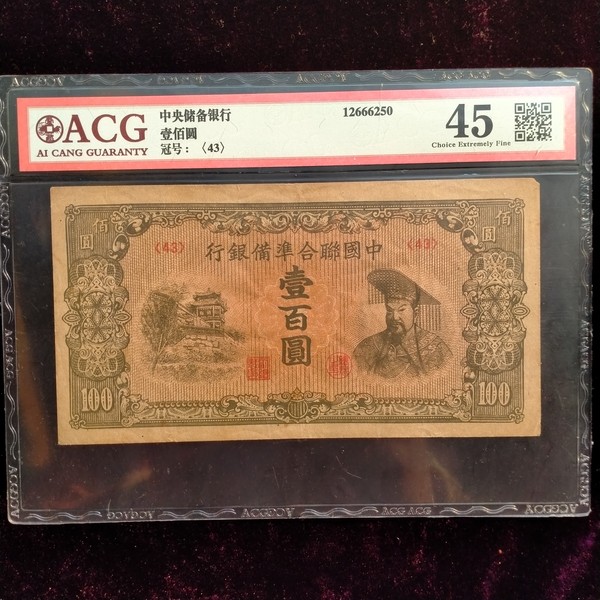 ACG
AI CANG GUARANTY
中央储备银行
壹佰圆
冠号：〈43〉
12666250
45
Choice Extremely Fine
佰圆
佰圆
〈43〉
行銀備準合聯國中
〈43〉
壹百圓
100
100